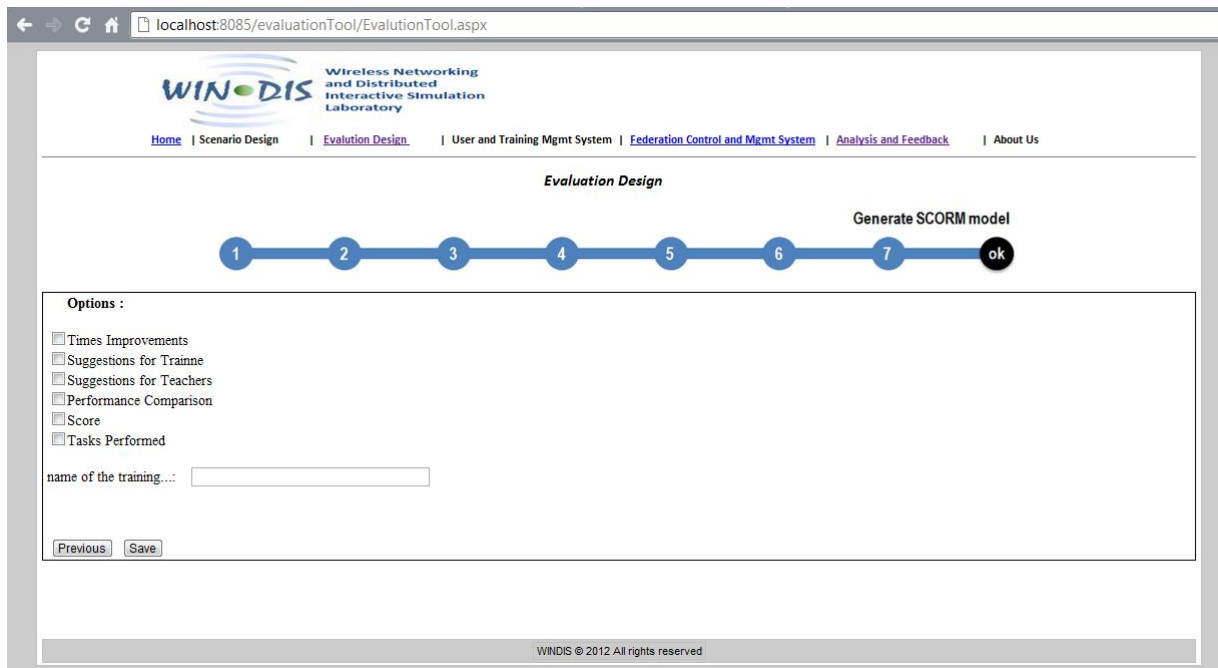 localhost:8085/evaluationTool/EvalutionTool.aspx
WIN DIS
WIreless Networking
and Distributed
Interactive SImulation
Laboratory
Home | Scenario Design | Evalution Design | User and Training Mgmt System | Federation Control and Mgmt System | Analysis and Feedback | About Us
Evaluation Design
Generate SCORM model
1 2 3 4 5 6 7 ok
Options :
Times Improvements
Suggestions for Trainne
Suggestions for Teachers
Performance Comparison
Score
Tasks Performed
name of the training...:
Previous Save
WINDIS © 2012 All rights reserved